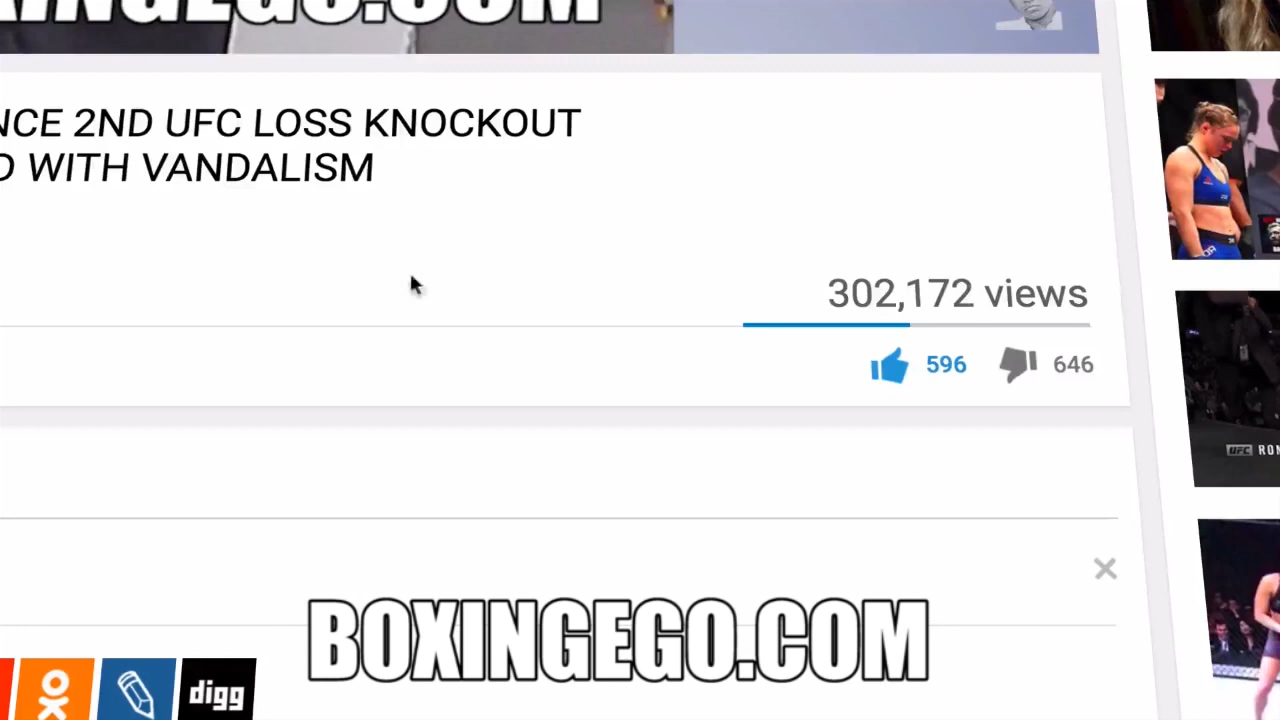 NCE 2ND UFC LOSS KNOCKOUT
WITH VANDALISM
302,172 views
596 646
UFC
BOXINGEGO.COM
digg